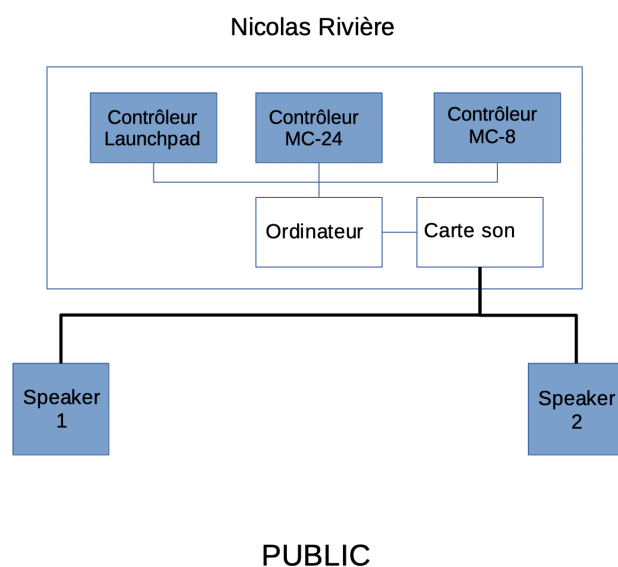 Nicolas Rivière
Contrôleur
Launchpad
Contrôleur
MC-24
Contrôleur
MC-8
Ordinateur
Carte son
Speaker
1
Speaker
2
PUBLIC